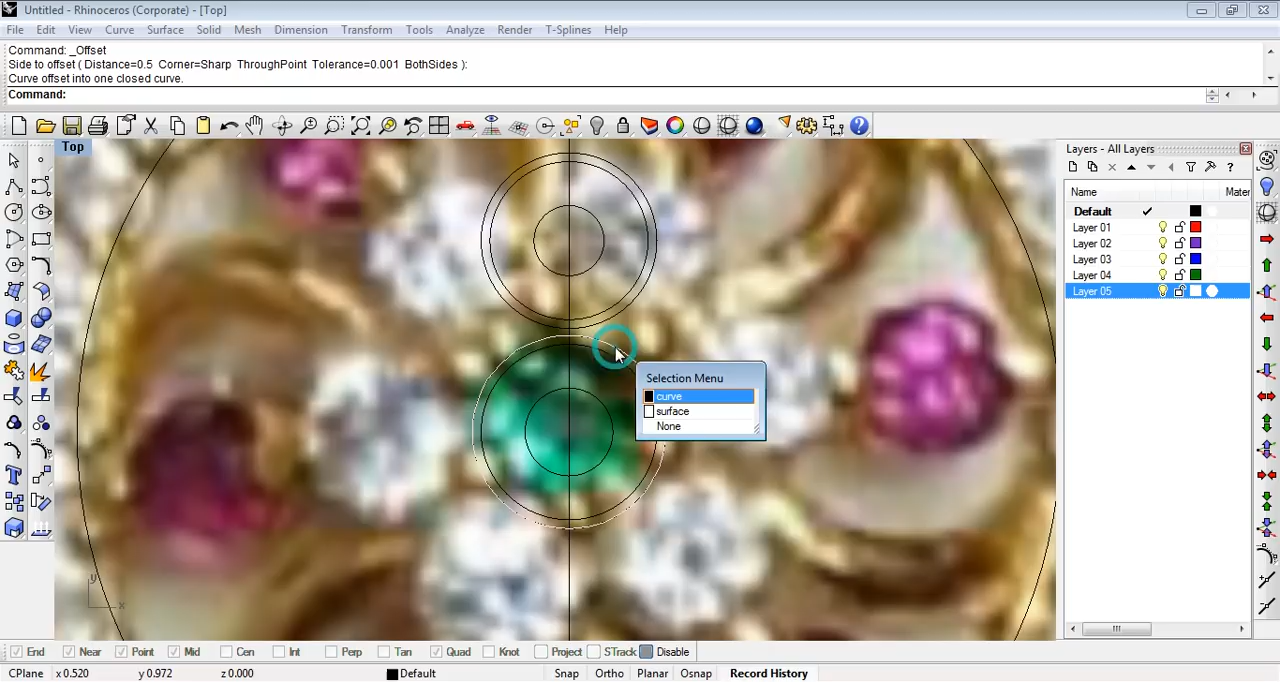 Untitled - Rhinoceros (Corporate) - [Top]
File Edit View Curve Surface Solid Mesh Dimension Transform Tools Analyze Render T-Splines Help
Command: _Offset
Side to offset ( Distance=0.5 Corner=Sharp ThroughPoint Tolerance=0.001 BothSides ):
Curve offset into one closed curve.
Command:
Top
Layers - All Layers
Name Mater
Default
Layer 01
Layer 02
Layer 03
Layer 04
Layer 05
Selection Menu
curve
surface
None
y
x
End Near Point Mid Cen Int Perp Tan Quad Knot Project STrack Disable
CPlane x 0.520 y 0.972 z 0.000 Default Snap Ortho Planar Osnap Record History